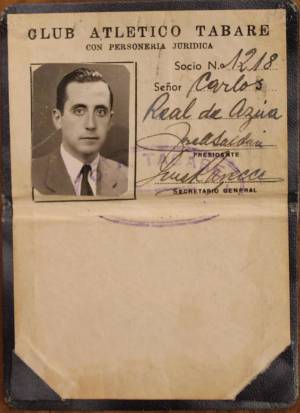 CLUB ATLETICO TABARE
CON PERSONERIA JURIDICA
Socio N.o 1218
Señor Carlos
Real de Azúa
PRESIDENTE
SECRETARIO GENERAL